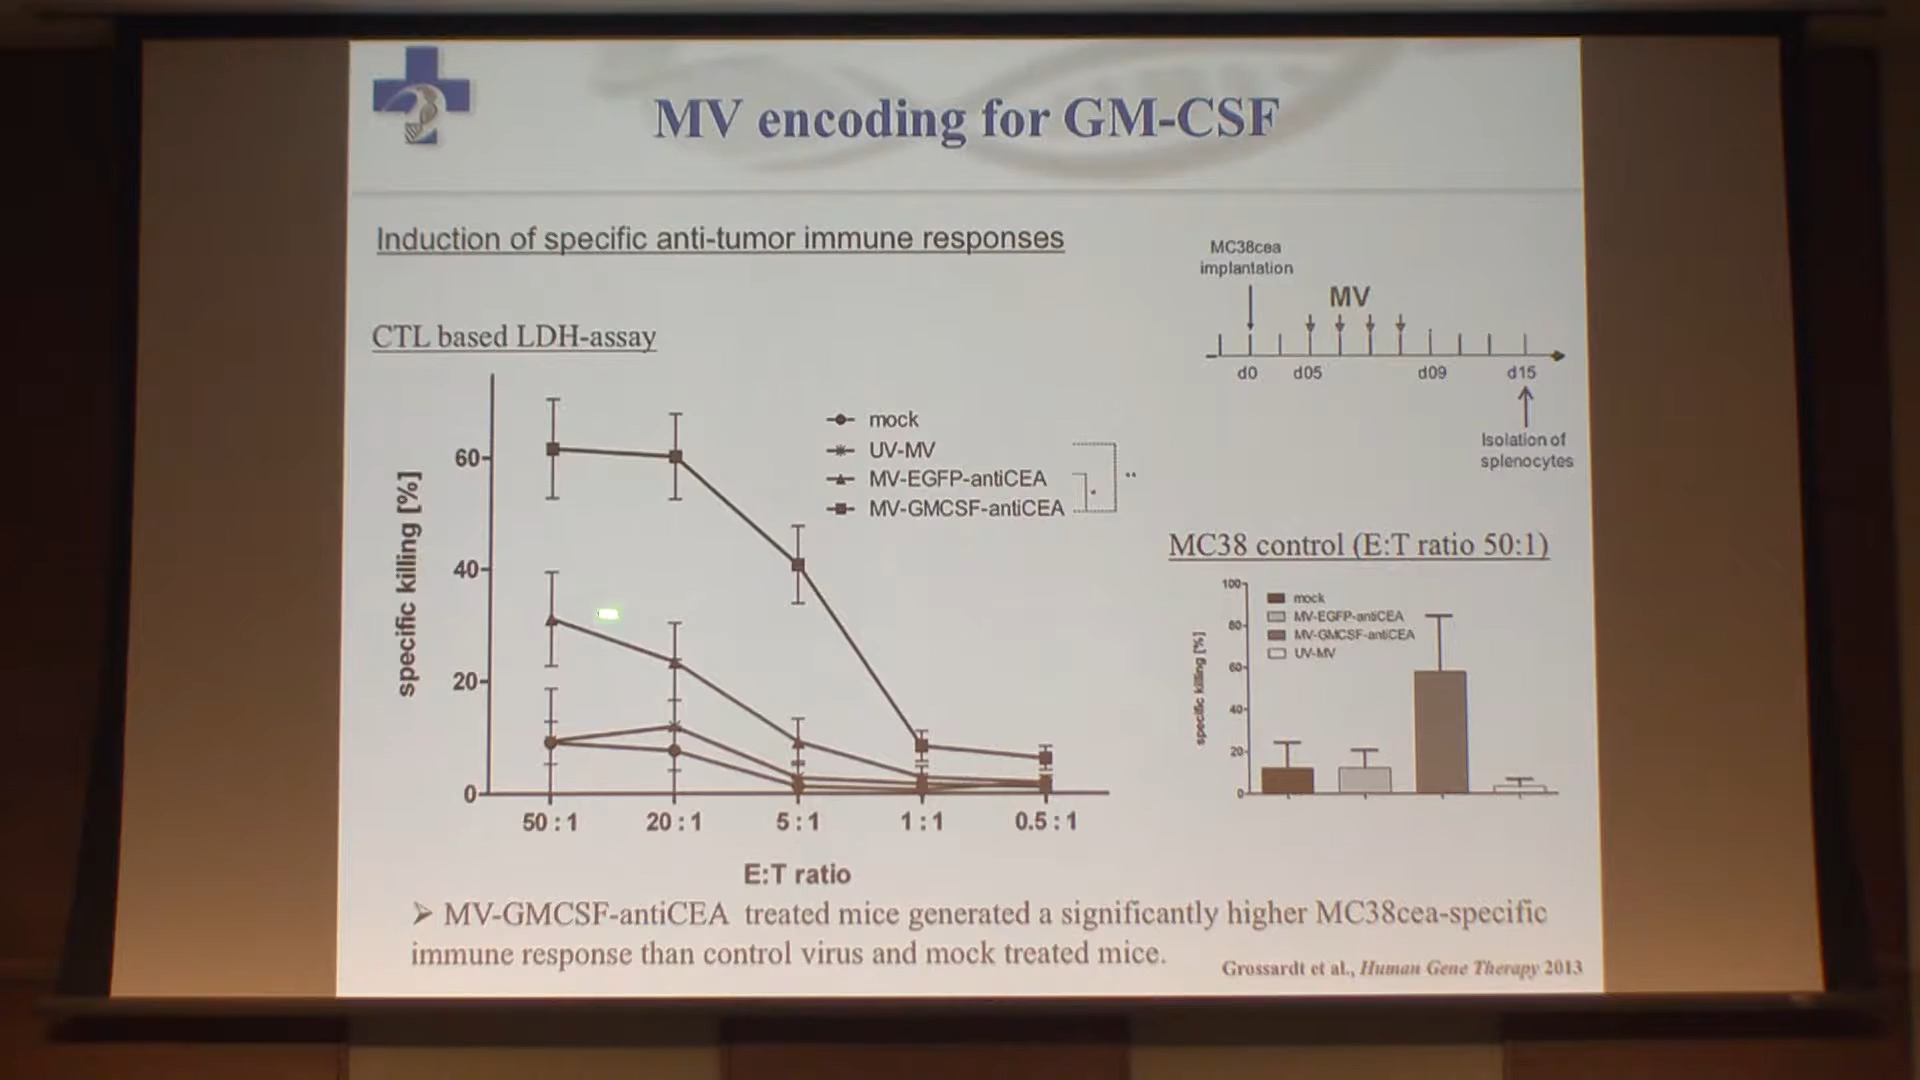 MV encoding for GM-CSF
Induction of specific anti-tumor immune responses
CTL based LDH-assay
specific killing [%]
60
40
20
0
50 : 1 20 : 1 5 : 1 1 : 1 0.5 : 1
E:T ratio
mock
UV-MV
MV-EGFP-antiCEA
MV-GMCSF-antiCEA
*
**
MC38cea
implantation
MV
d0 d05 d09 d15
Isolation of
splenocytes
MC38 control (E:T ratio 50:1)
specific killing [%]
100
80
60
40
20
0
mock
MV-EGFP-antiCEA
MV-GMCSF-antiCEA
UV-MV
➢ MV-GMCSF-antiCEA treated mice generated a significantly higher MC38cea-specific
immune response than control virus and mock treated mice.
Grossardt et al., Human Gene Therapy 2013